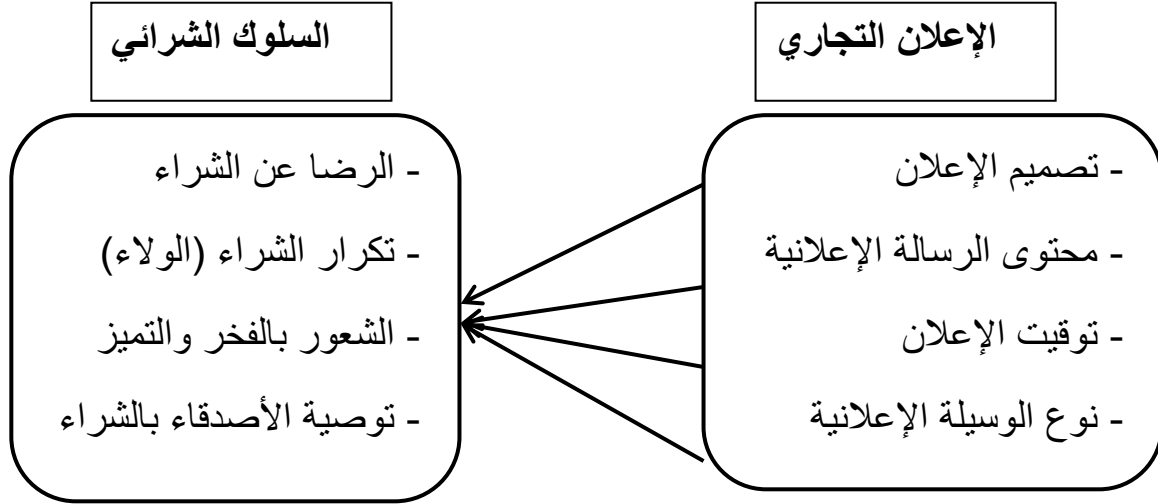 الإعلان التجاري
- تصميم الإعلان
- محتوى الرسالة الإعلانية
- توقيت الإعلان
- نوع الوسيلة الإعلانية
السلوك الشرائي
- الرضا عن الشراء
- تكرار الشراء (الولاء)
- الشعور بالفخر والتميز
- توصية الأصدقاء بالشراء